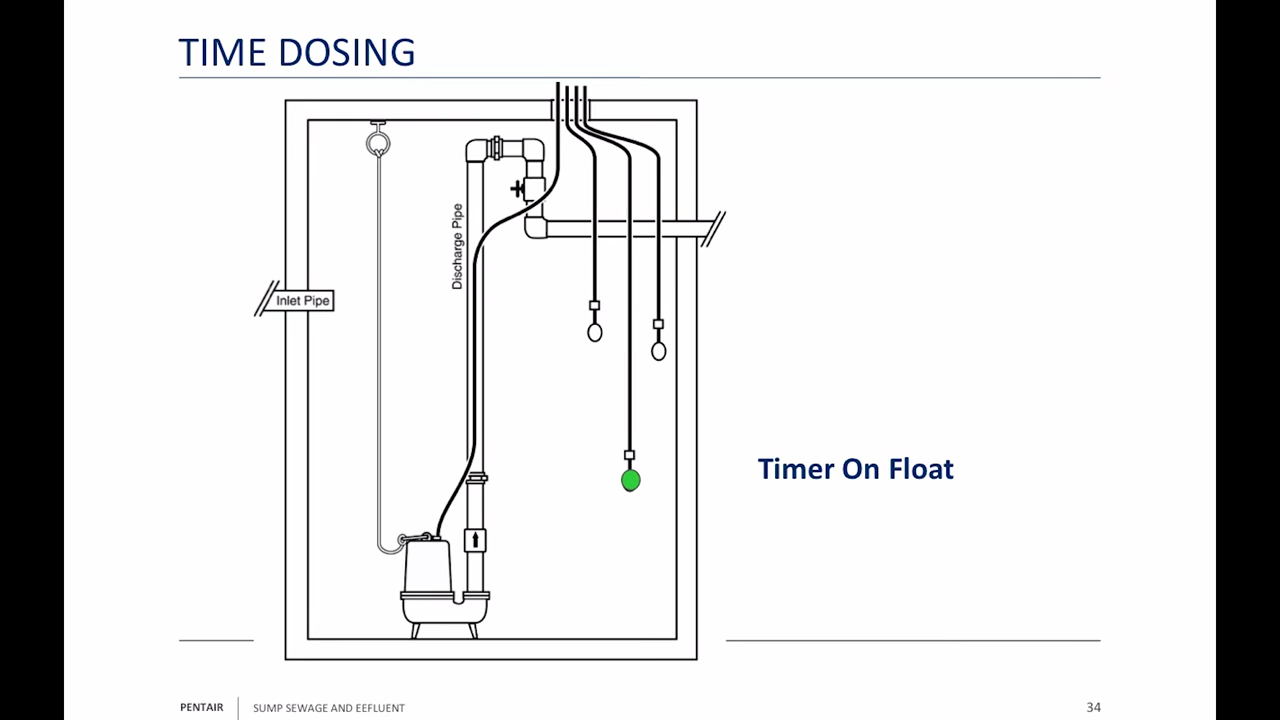 TIME DOSING
Discharge Pipe
Inlet Pipe
Timer On Float
PENTAIR
SUMP SEWAGE AND EEFLUENT
34